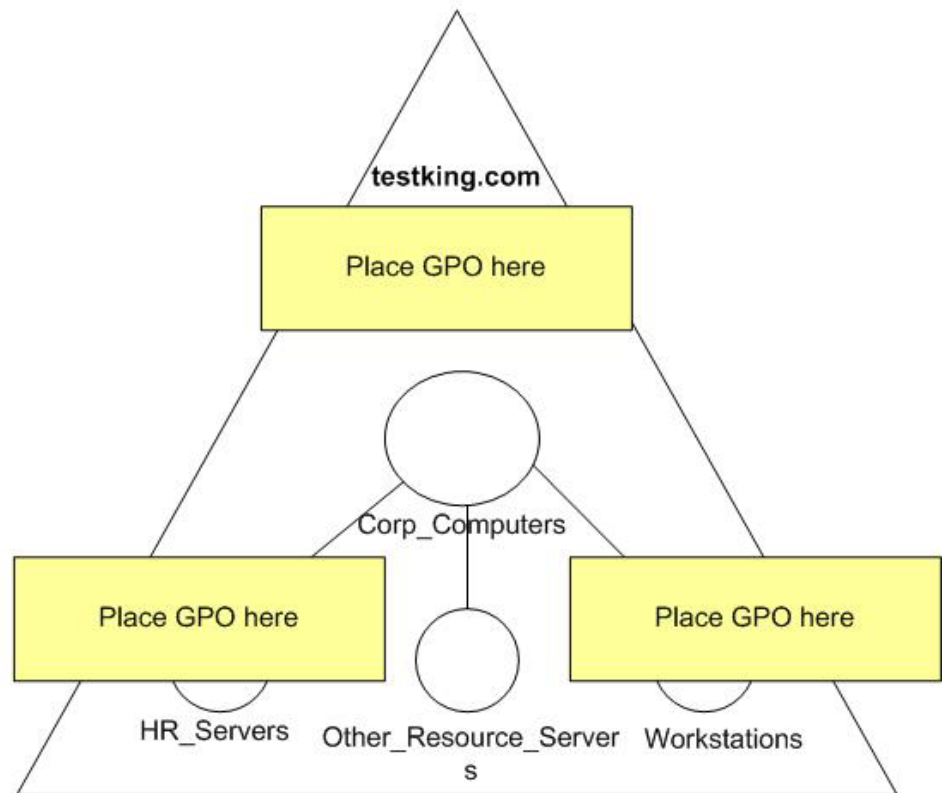 testking.com
Place GPO here
Corp_Computers
Place GPO here
Place GPO here
HR_Servers
Other_Resource_Server
s
Workstations